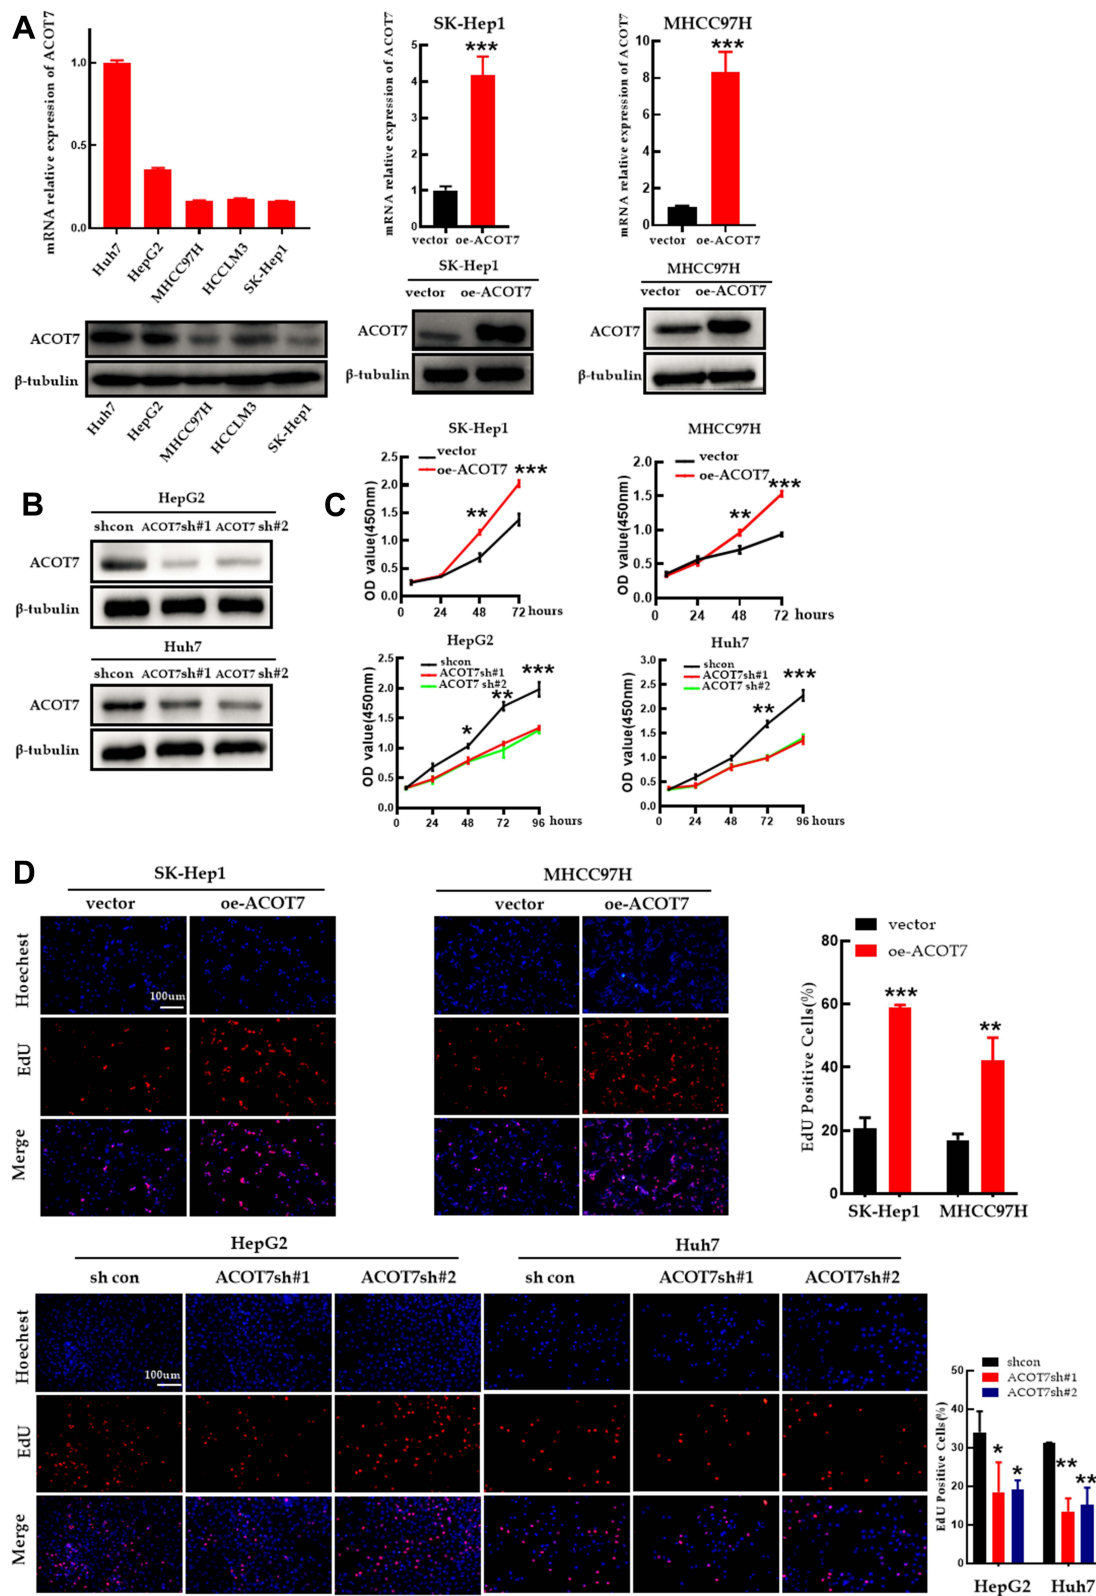 A
mRNA relative expression of ACOT7
1.0
0.5
0.0
Huh7
HepG2
MHCC97H
HCCLM3
SK-Hep1
SK-Hep1
mRNA relative expression of ACOT7
5
4
3
2
1
0
***
vector oe-ACOT7
MHCC97H
mRNA relative expression of ACOT7
10
8
6
4
2
0
***
vector oe-ACOT7
ACOT7
β-tubulin
Huh7
HepG2
MHCC97H
HCCLM3
SK-Hep1
SK-Hep1
vector oe-ACOT7
ACOT7
β-tubulin
MHCC97H
vector oe-ACOT7
ACOT7
β-tubulin
B
HepG2
shcon ACOT7sh#1 ACOT7 sh#2
ACOT7
β-tubulin
Huh7
shcon ACOT7sh#1 ACOT7 sh#2
ACOT7
β-tubulin
C
SK-Hep1
vector
oe-ACOT7
OD value(450nm)
2.5
2.0
1.5
1.0
0.5
0.0
**
***
0 24 48 72 hours
MHCC97H
vector
oe-ACOT7
OD value(450nm)
2.0
1.5
1.0
0.5
0.0
**
***
0 24 48 72 hours
HepG2
shcon
ACOT7sh#1
ACOT7 sh#2
OD value(450nm)
2.5
2.0
1.5
1.0
0.5
0.0
*
**
***
0 24 48 72 96 hours
Huh7
shcon
ACOT7sh#1
ACOT7 sh#2
OD value(450nm)
3.0
2.5
2.0
1.5
1.0
0.5
0.0
**
***
0 24 48 72 96 hours
D
SK-Hep1
vector oe-ACOT7
Hoechest
100um
EdU
Merge
MHCC97H
vector oe-ACOT7
vector
oe-ACOT7
EdU Positive Cells(%)
80
60
40
20
0
***
**
SK-Hep1 MHCC97H
HepG2
sh con ACOT7sh#1 ACOT7sh#2
Huh7
sh con ACOT7sh#1 ACOT7sh#2
Hoechest
100um
EdU
Merge
shcon
ACOT7sh#1
ACOT7sh#2
EdU Positive Cells(%)
50
40
30
20
10
0
*
*
**
**
HepG2 Huh7